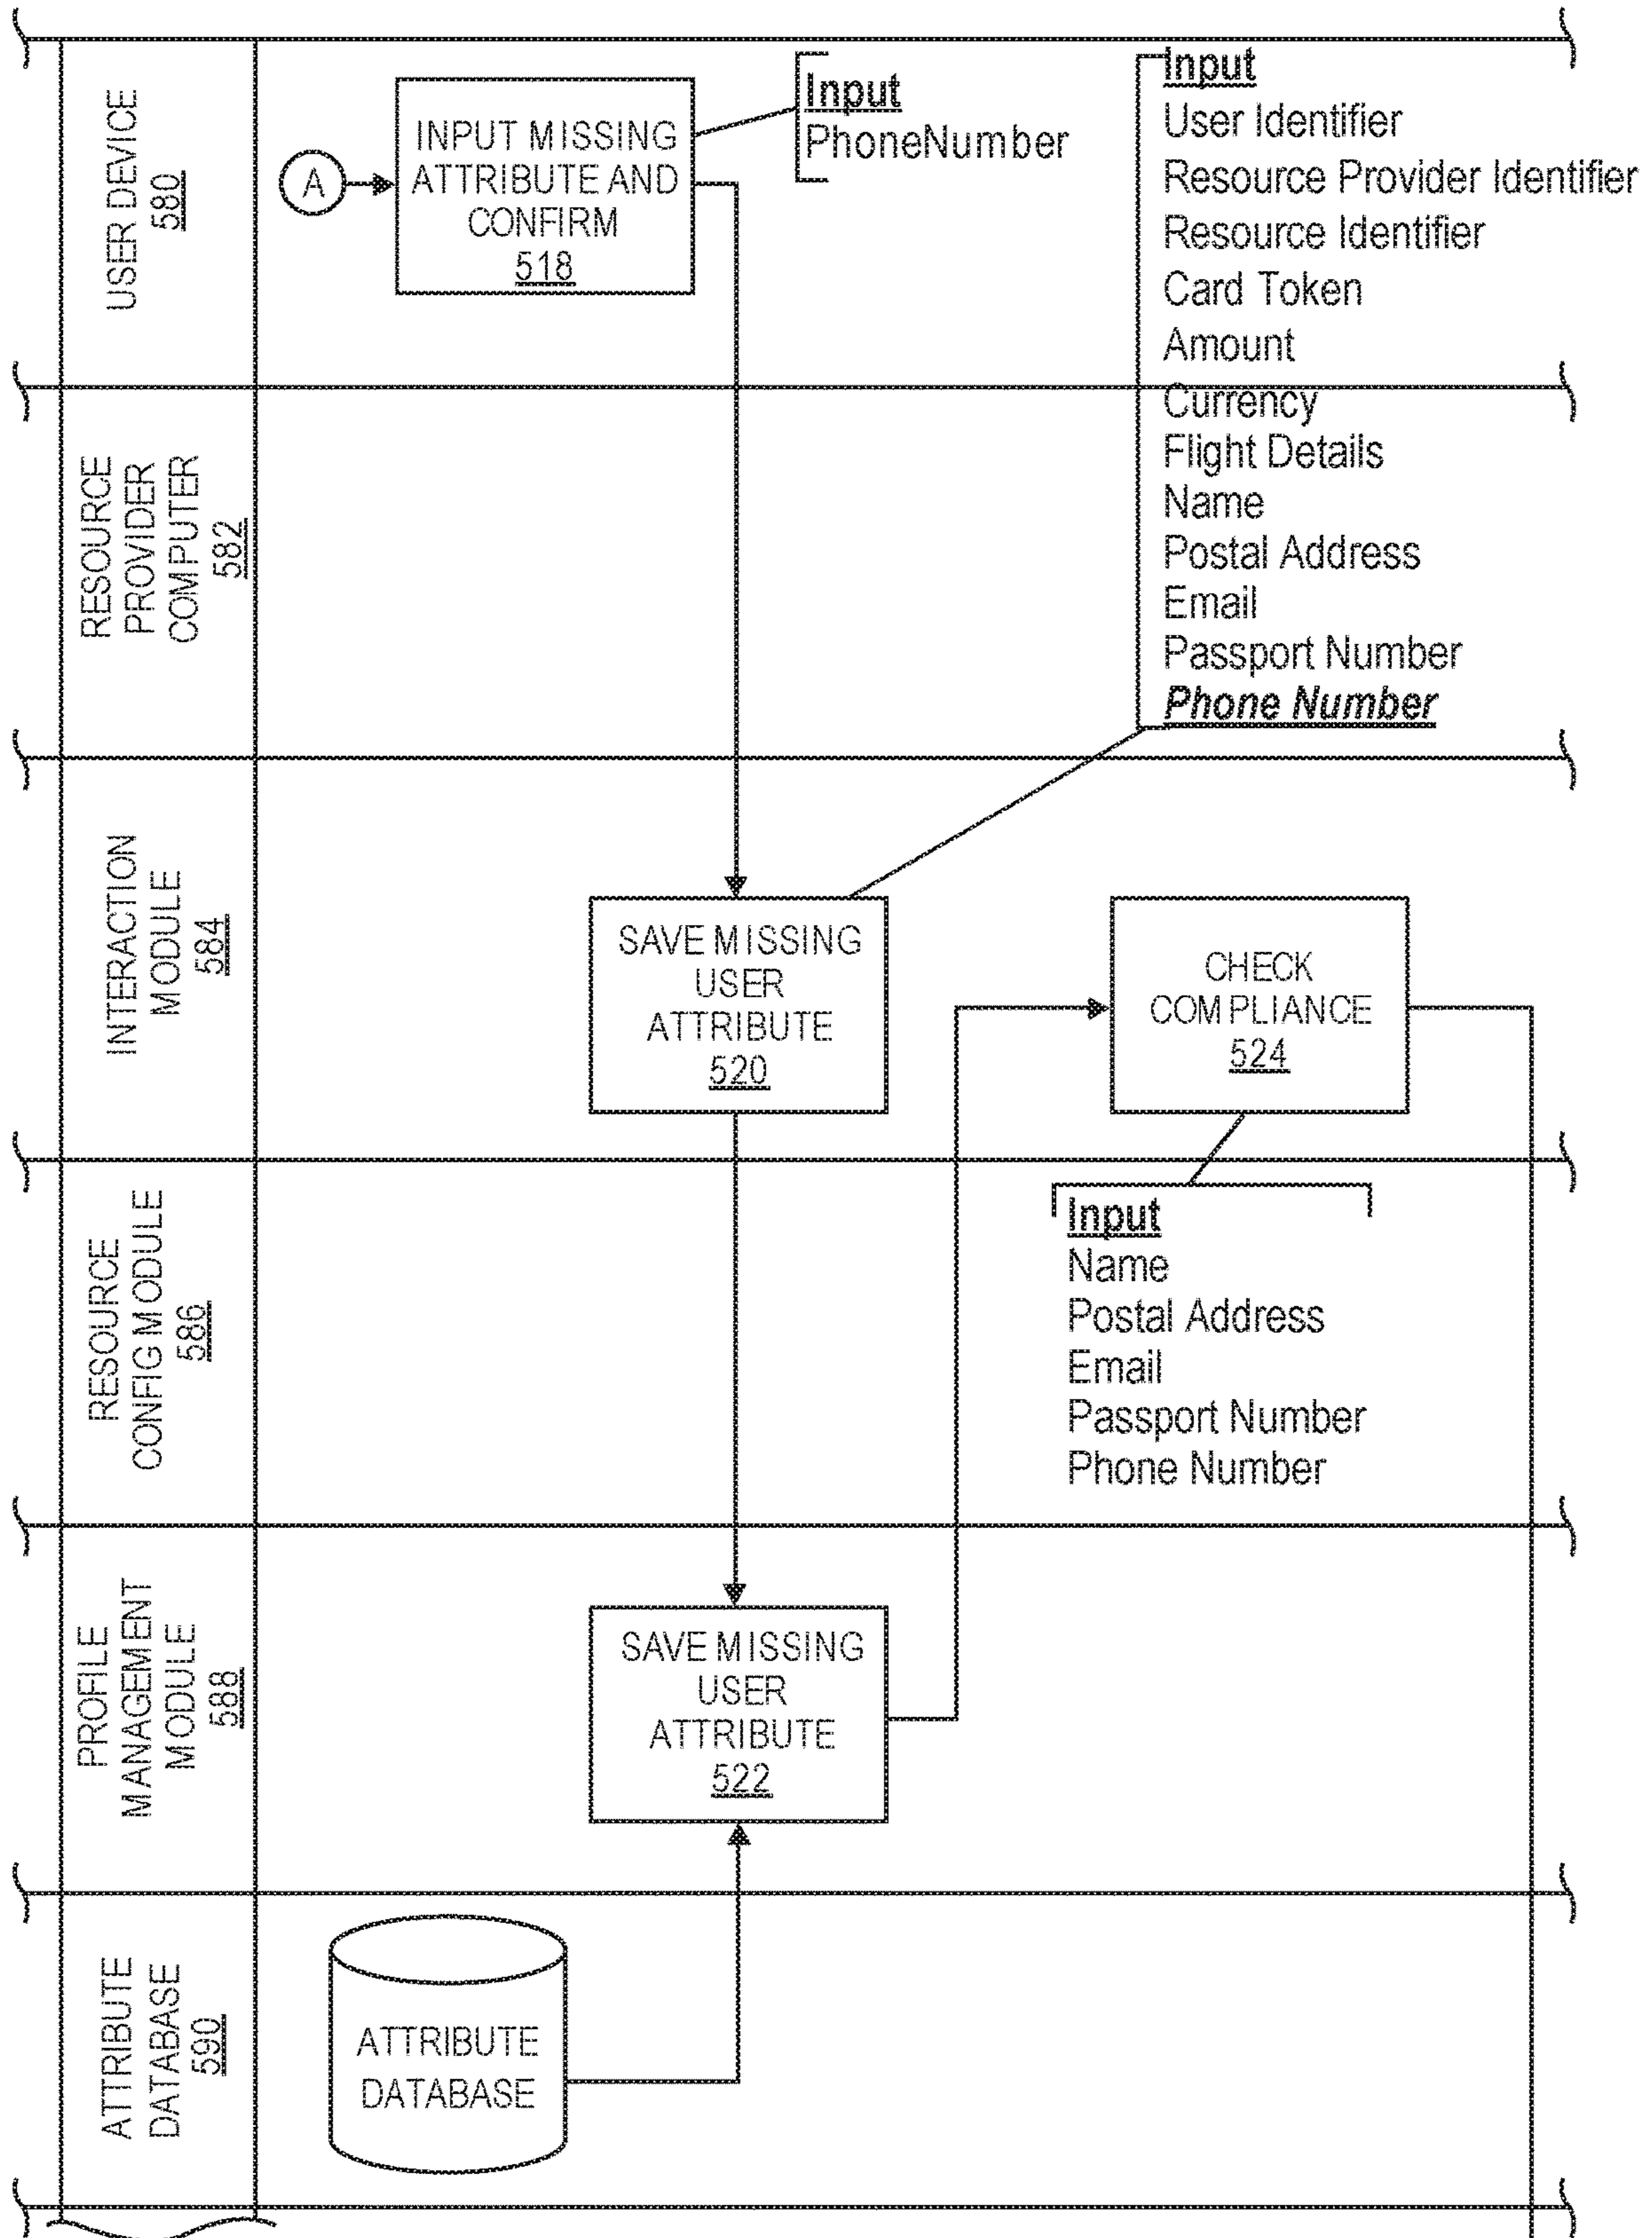 USER DEVICE
580
A
INPUT MISSING
ATTRIBUTE AND
CONFIRM
518
Input
PhoneNumber
Input
User Identifier
Resource Provider Identifier
Resource Identifier
Card Token
Amount
Currency
Flight Details
Name
Postal Address
Email
Passport Number
Phone Number
RESOURCE
PROVIDER
COMPUTER
582
INTERACTION
MODULE
584
SAVE MISSING
USER
ATTRIBUTE
520
CHECK
COMPLIANCE
524
RESOURCE
CONFIG MODULE
586
Input
Name
Postal Address
Email
Passport Number
Phone Number
PROFILE
MANAGEMENT
MODULE
588
SAVE MISSING
USER
ATTRIBUTE
522
ATTRIBUTE
DATABASE
590
ATTRIBUTE
DATABASE